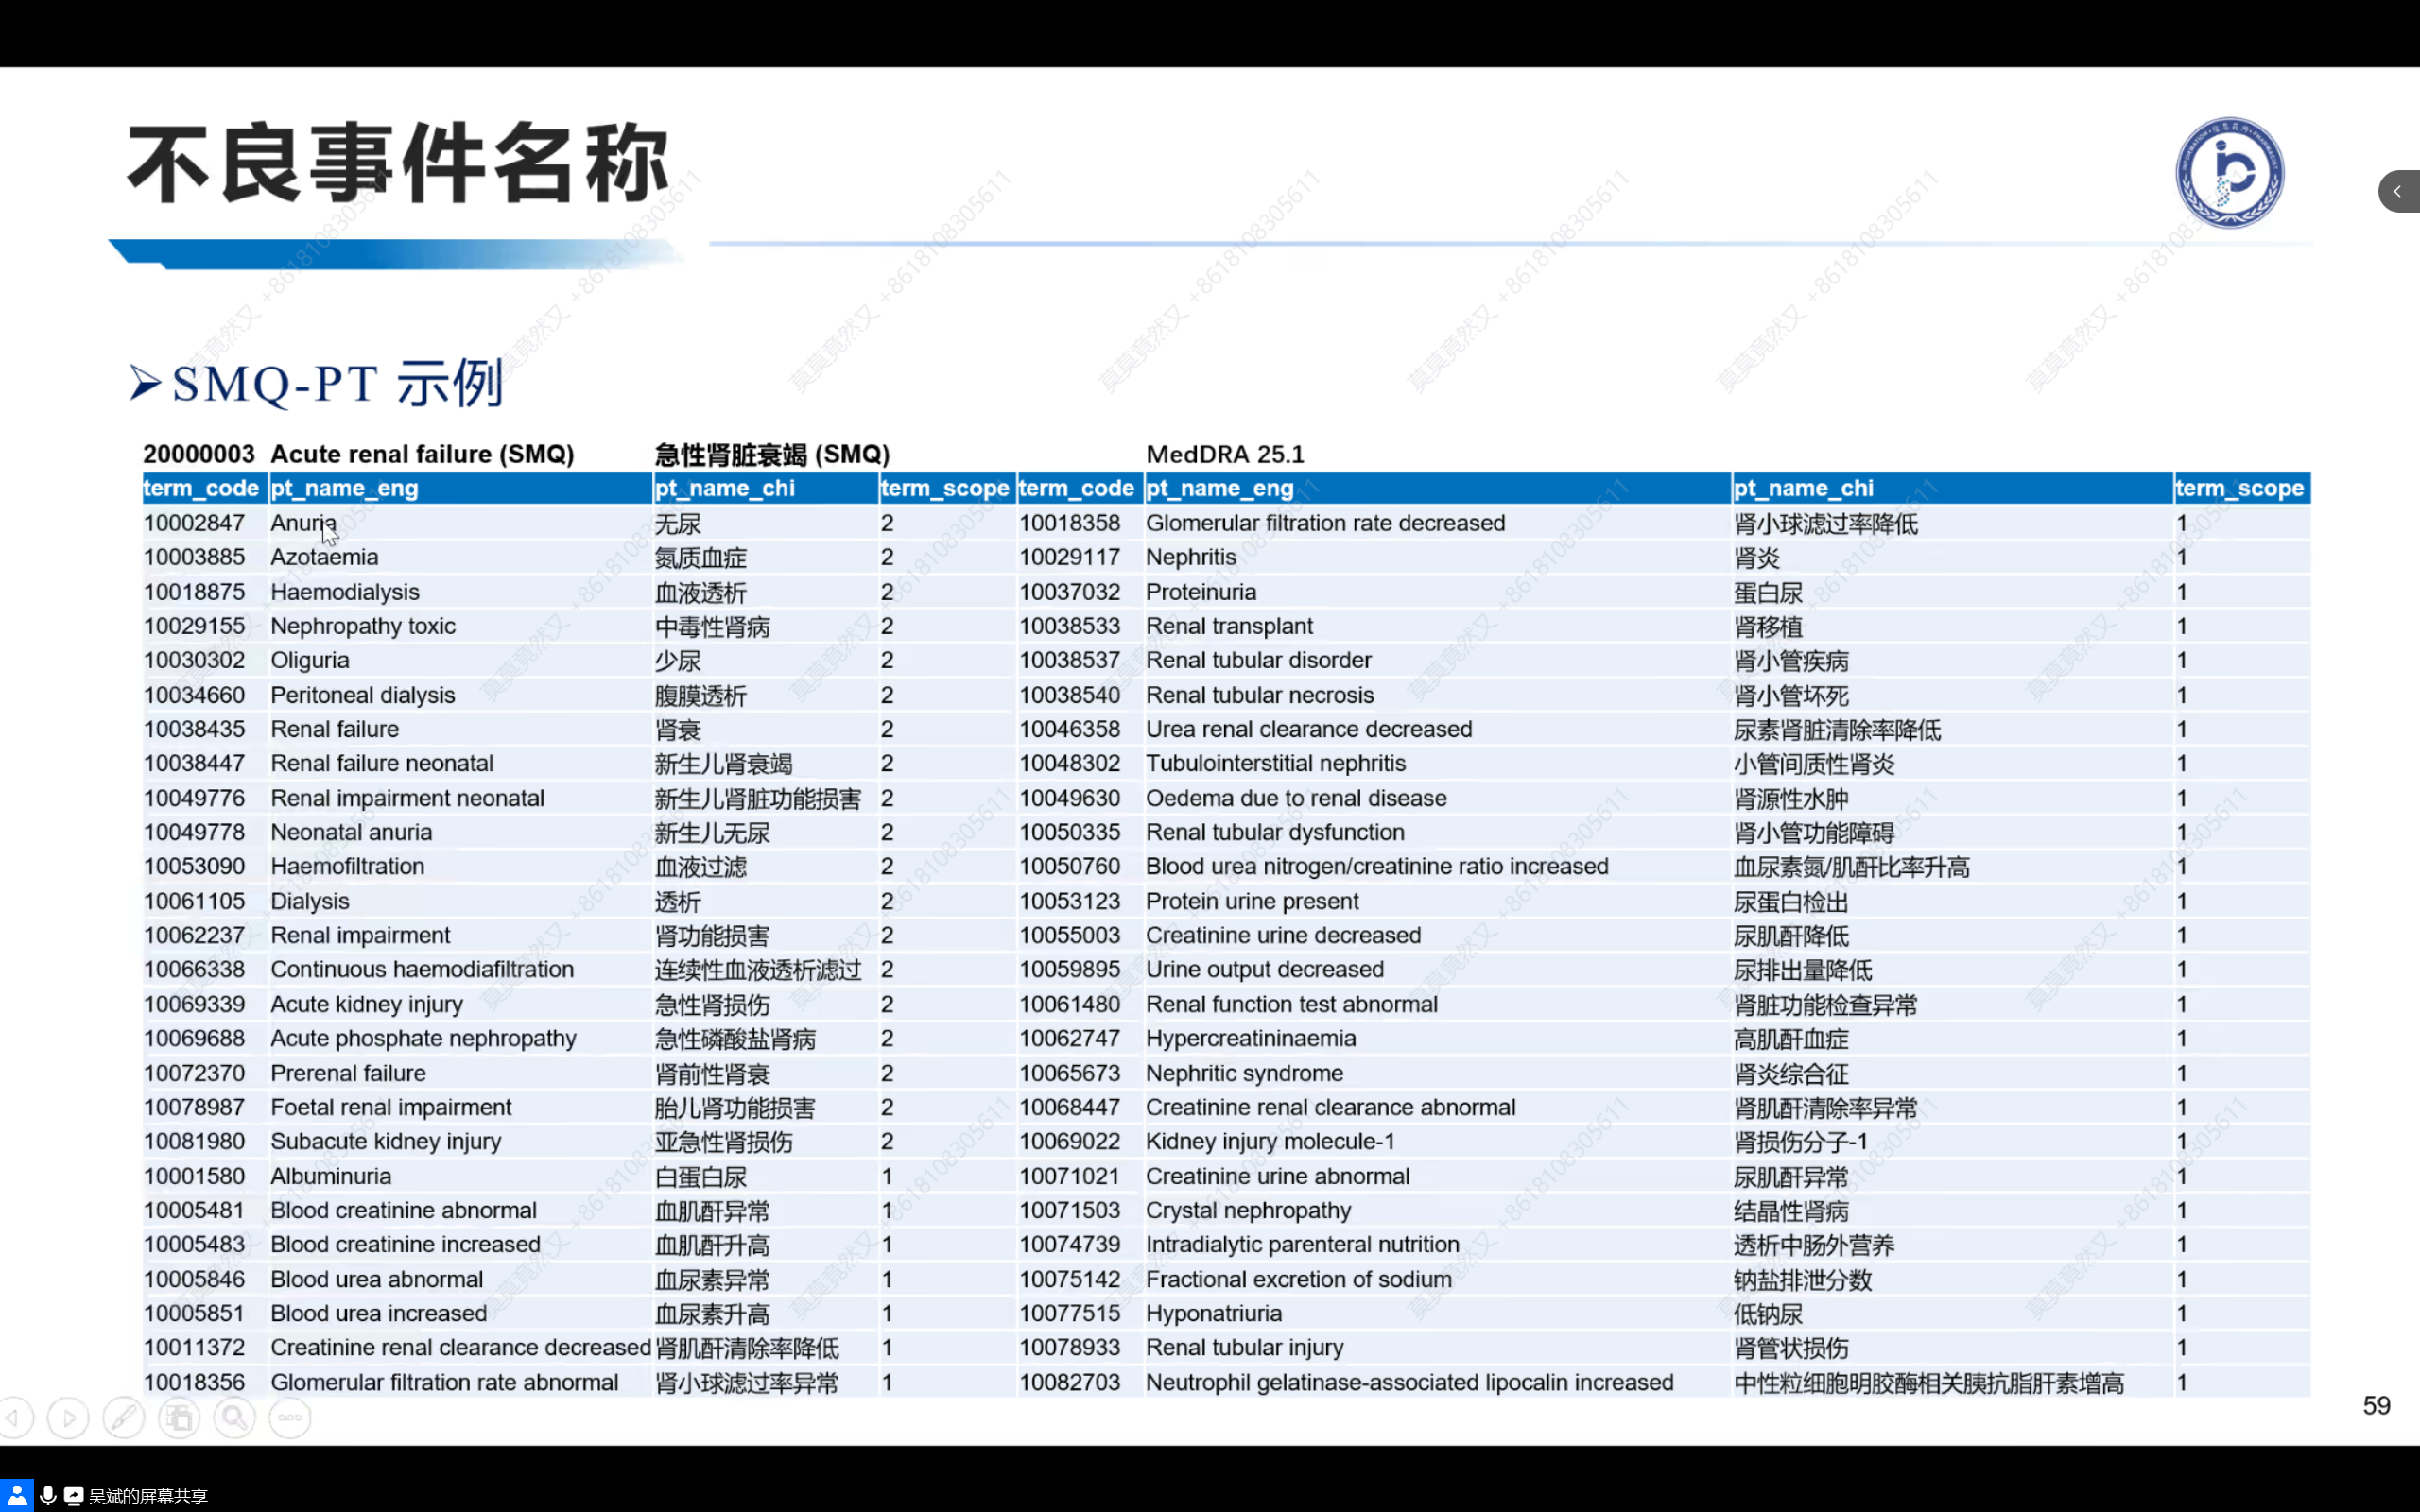 不良事件名称
SMQ-PT 示例
20000003 Acute renal failure (SMQ) 急性肾脏衰竭 (SMQ) MedDRA 25.1
term_code pt_name_eng pt_name_chi term_scope term_code pt_name_eng pt_name_chi term_scope
10002847 Anuria 无尿 2 10018358 Glomerular filtration rate decreased 肾小球滤过率降低 1
10003885 Azotaemia 氮质血症 2 10029117 Nephritis 肾炎 1
10018875 Haemodialysis 血液透析 2 10037032 Proteinuria 蛋白尿 1
10029155 Nephropathy toxic 中毒性肾病 2 10038533 Renal transplant 肾移植 1
10030302 Oliguria 少尿 2 10038537 Renal tubular disorder 肾小管疾病 1
10034660 Peritoneal dialysis 腹膜透析 2 10038540 Renal tubular necrosis 肾小管坏死 1
10038435 Renal failure 肾衰 2 10046358 Urea renal clearance decreased 尿素肾脏清除率降低 1
10038447 Renal failure neonatal 新生儿肾衰竭 2 10048302 Tubulointerstitial nephritis 小管间质性肾炎 1
10049776 Renal impairment neonatal 新生儿肾脏功能损害 2 10049630 Oedema due to renal disease 肾源性水肿 1
10049778 Neonatal anuria 新生儿无尿 2 10050335 Renal tubular dysfunction 肾小管功能障碍 1
10053090 Haemofiltration 血液过滤 2 10050760 Blood urea nitrogen/creatinine ratio increased 血尿素氮/肌酐比率升高 1
10061105 Dialysis 透析 2 10053123 Protein urine present 尿蛋白检出 1
10062237 Renal impairment 肾功能损害 2 10055003 Creatinine urine decreased 尿肌酐降低 1
10066338 Continuous haemodiafiltration 连续性血液透析滤过 2 10059895 Urine output decreased 尿排出量降低 1
10069339 Acute kidney injury 急性肾损伤 2 10061480 Renal function test abnormal 肾脏功能检查异常 1
10069688 Acute phosphate nephropathy 急性磷酸盐肾病 2 10062747 Hypercreatininaemia 高肌酐血症 1
10072370 Prerenal failure 肾前性肾衰 2 10065673 Nephritic syndrome 肾炎综合征 1
10078987 Foetal renal impairment 胎儿肾功能损害 2 10068447 Creatinine renal clearance abnormal 肾肌酐清除率异常 1
10081980 Subacute kidney injury 亚急性肾损伤 2 10069022 Kidney injury molecule-1 肾损伤分子-1 1
10001580 Albuminuria 白蛋白尿 1 10071021 Creatinine urine abnormal 尿肌酐异常 1
10005481 Blood creatinine abnormal 血肌酐异常 1 10071503 Crystal nephropathy 结晶性肾病 1
10005483 Blood creatinine increased 血肌酐升高 1 10074739 Intradialytic parenteral nutrition 透析中肠外营养 1
10005846 Blood urea abnormal 血尿素异常 1 10075142 Fractional excretion of sodium 钠盐排泄分数 1
10005851 Blood urea increased 血尿素升高 1 10077515 Hyponatriuria 低钠尿 1
10011372 Creatinine renal clearance decreased 肾肌酐清除率降低 1 10078933 Renal tubular injury 肾管状损伤 1
10018356 Glomerular filtration rate abnormal 肾小球滤过率异常 1 10082703 Neutrophil gelatinase-associated lipocalin increased 中性粒细胞明胶酶相关胰抗脂肝素增高 1
59
吴斌的屏幕共享
莫莫竟然又 +8618108305611